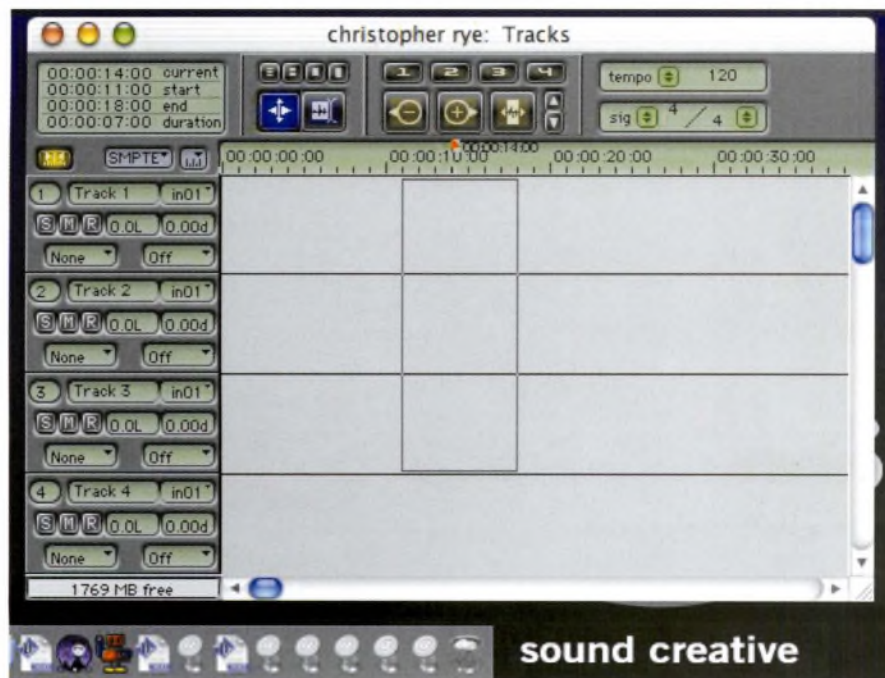 christopher rye: Tracks
00:00:14:00 current
00:00:11:00 start
00:00:18:00 end
00:00:07:00 duration
1 2 3 4
tempo 120
sig 4 / 4
SMPTE
00:00:00:00 00:00:10:00 00:00:14:00 00:00:20:00 00:00:30:00
1 Track 1 in01
S M R 0.0L 0.00d
None Off
2 Track 2 in01
S M R 0.0L 0.00d
None Off
3 Track 3 in01
S M R 0.0L 0.00d
None Off
4 Track 4 in01
S M R 0.0L 0.00d
None Off
1769 MB free
sound creative